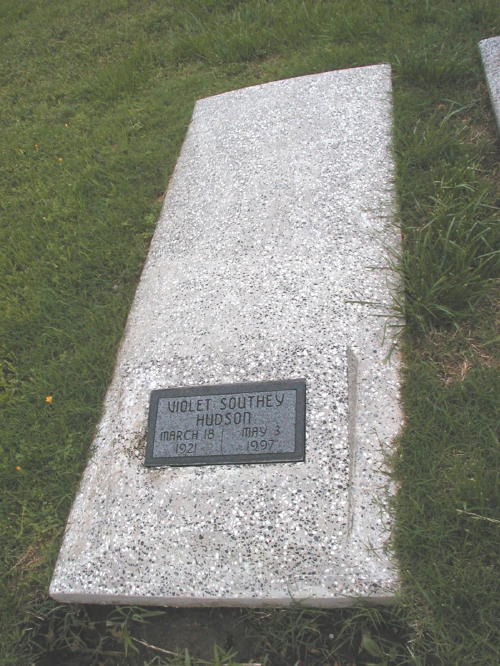 VIOLET SOUTHEY
HUDSON
MARCH 18 MAY 3
1921 1997